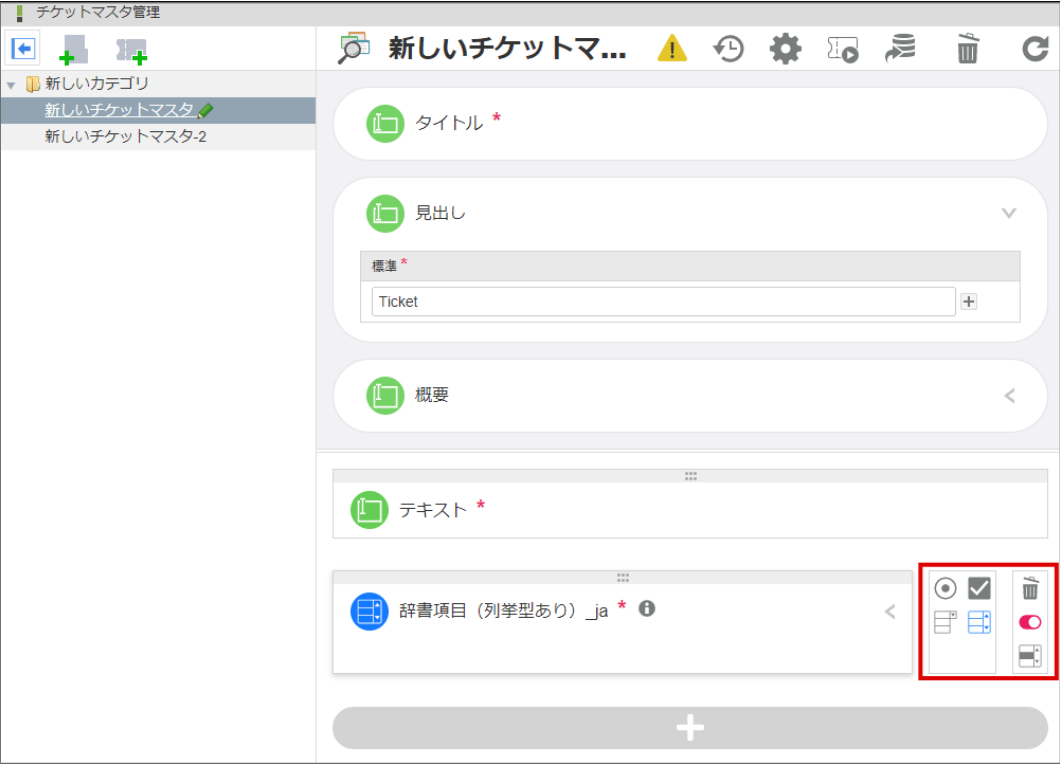 チケットマスタ管理
新しいチケットマ...
新しいカテゴリ
新しいチケットマスタ
新しいチケットマスタ-2
タイトル *
見出し
標準 *
Ticket
概要
テキスト *
辞書項目（列挙型あり）_ja *